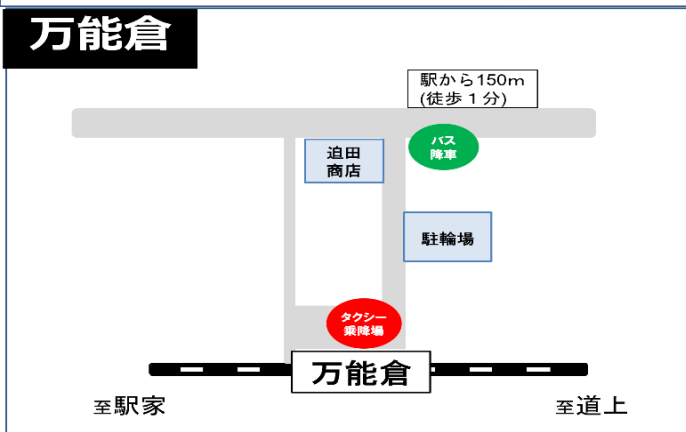 万能倉
駅から150m
(徒歩１分)
バス
降車
迫田
商店
駐輪場
タクシー
乗降場
万能倉
至駅家
至道上